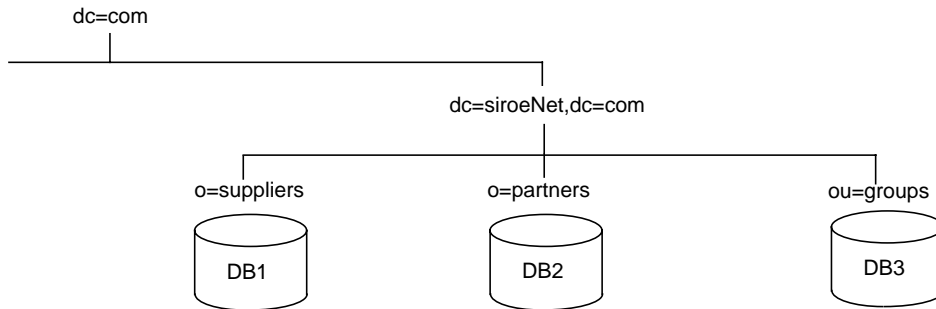 dc=com
dc=siroeNet,dc=com
o=suppliers
o=partners
ou=groups
DB1
DB2
DB3